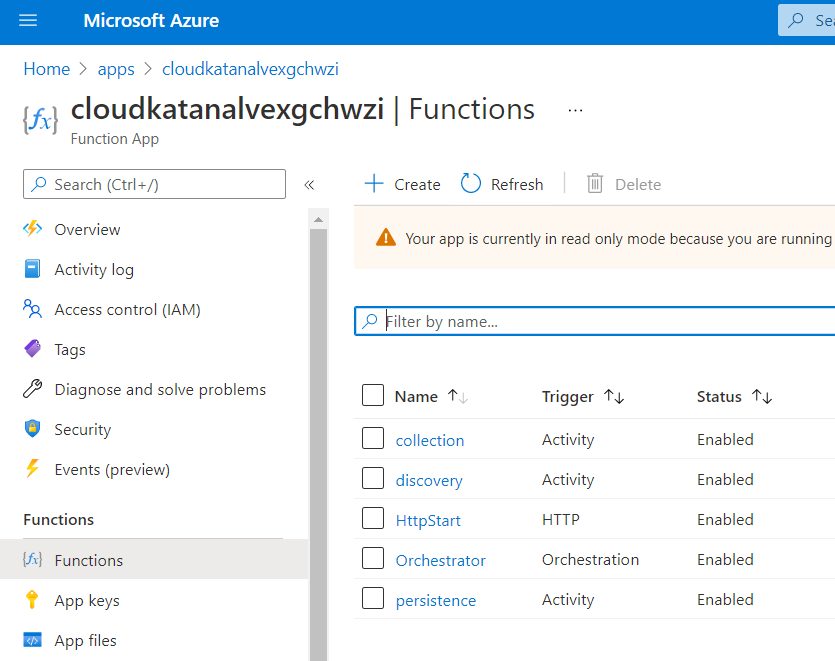 Microsoft Azure
Sea
Home > apps > cloudkatanalvexgchwzi
{fx} cloudkatanalvexgchwzi | Functions ...
Function App
Search (Ctrl+/) «
Create Refresh Delete
Overview
Your app is currently in read only mode because you are running
Activity log
Access control (IAM)
Filter by name...
Tags
Diagnose and solve problems
Name Trigger Status
Security
collection Activity Enabled
Events (preview)
discovery Activity Enabled
Functions
HttpStart HTTP Enabled
{fx} Functions
Orchestrator Orchestration Enabled
App keys
persistence Activity Enabled
App files